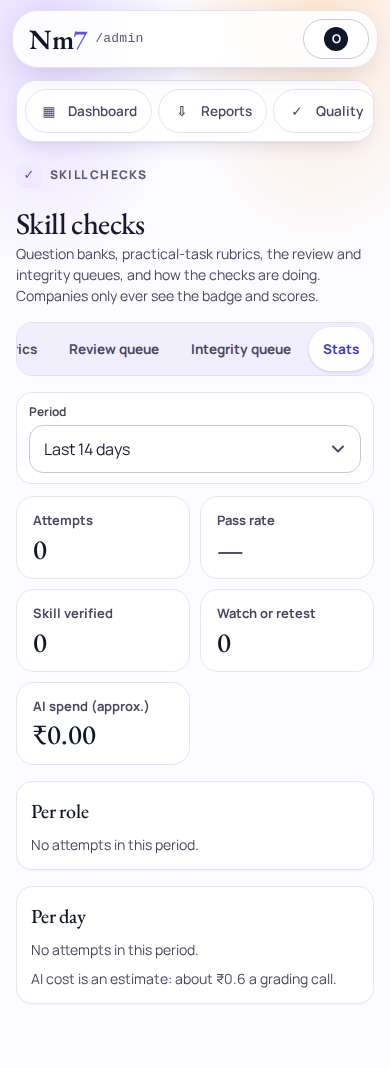 Nm7 /admin O
▦ Dashboard ⇩ Reports ✓ Quality
✓ SKILL CHECKS
Skill checks
Question banks, practical-task rubrics, the review and
integrity queues, and how the checks are doing.
Companies only ever see the badge and scores.
rics Review queue Integrity queue Stats
Period
Last 14 days
Attempts Pass rate
0 —
Skill verified Watch or retest
0 0
AI spend (approx.)
₹0.00
Per role
No attempts in this period.
Per day
No attempts in this period.
AI cost is an estimate: about ₹0.6 a grading call.